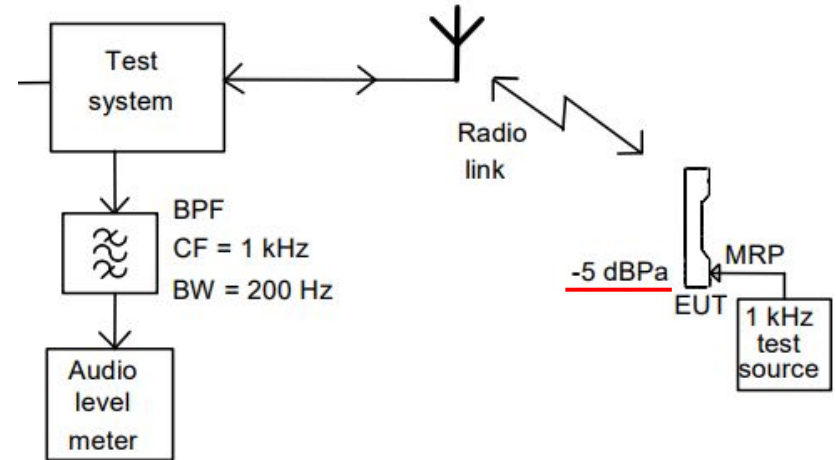 Test
system
Radio
link
BPF
CF = 1 kHz
BW = 200 Hz
Audio
level
meter
-5 dBPa
MRP
EUT
1 kHz
test
source